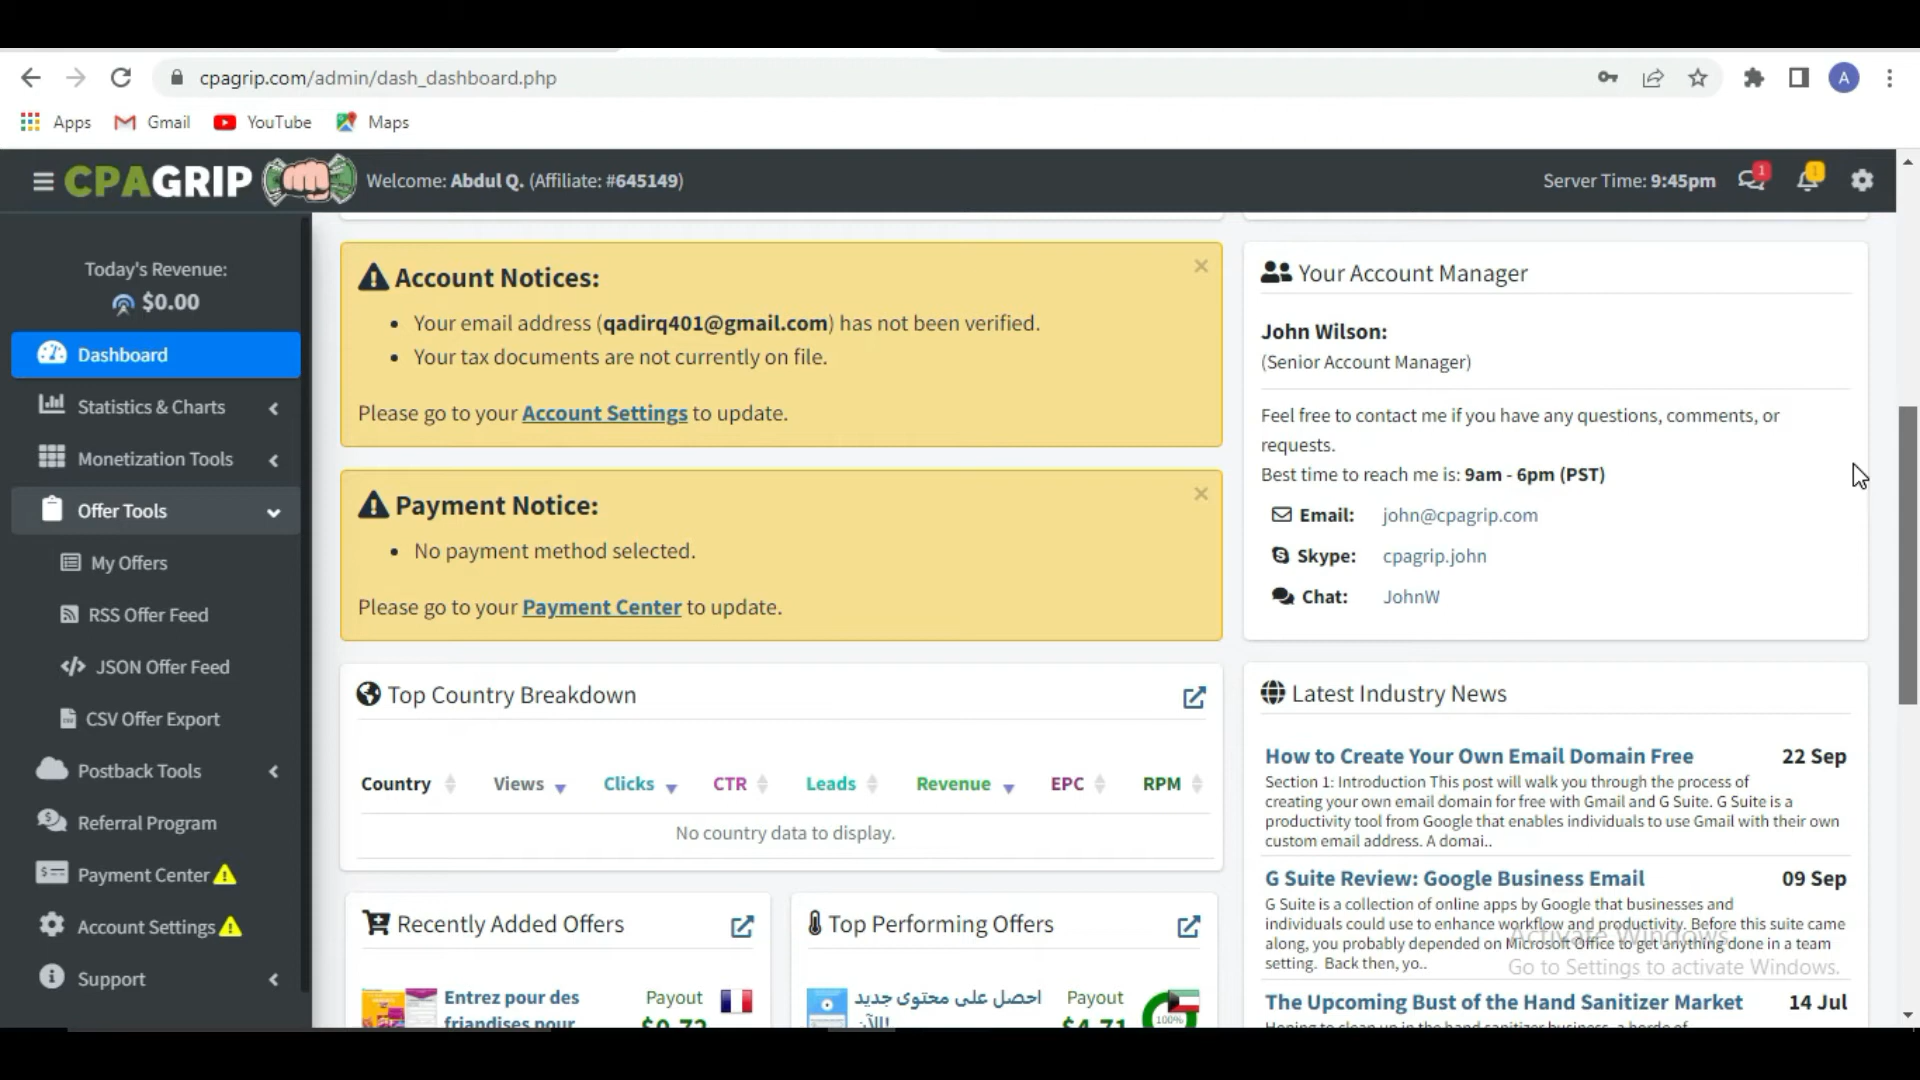 cpagrip.com/admin/dash_dashboard.php
A
Apps Gmail YouTube Maps
CPAGRIP Welcome: Abdul Q. (Affiliate: #645149) Server Time: 9:45pm 1 1
Today's Revenue:
$0.00
Dashboard
Statistics & Charts
Monetization Tools
Offer Tools
My Offers
RSS Offer Feed
JSON Offer Feed
CSV Offer Export
Postback Tools
Referral Program
Payment Center
Account Settings
Support
Account Notices:
Your email address (qadirq401@gmail.com) has not been verified.
Your tax documents are not currently on file.
Please go to your Account Settings to update.
Payment Notice:
No payment method selected.
Please go to your Payment Center to update.
Top Country Breakdown
Country Views Clicks CTR Leads Revenue EPC RPM
No country data to display.
Recently Added Offers
Entrez pour des Payout
friandises pour $0.72
Top Performing Offers
احصل على محتوى جديد Payout
الآن! $4.71 100%
Your Account Manager
John Wilson:
(Senior Account Manager)
Feel free to contact me if you have any questions, comments, or
requests.
Best time to reach me is: 9am - 6pm (PST)
Email: john@cpagrip.com
Skype: cpagrip.john
Chat: JohnW
Latest Industry News
How to Create Your Own Email Domain Free 22 Sep
Section 1: Introduction This post will walk you through the process of
creating your own email domain for free with Gmail and G Suite. G Suite is a
productivity tool from Google that enables individuals to use Gmail with their own
custom email address. A domai..
G Suite Review: Google Business Email 09 Sep
G Suite is a collection of online apps by Google that businesses and
individuals could use to enhance workflow and productivity. Before this suite came
along, you probably depended on Microsoft Office to get anything done in a team
setting. Back then, yo..
Activate Windows
Go to Settings to activate Windows.
The Upcoming Bust of the Hand Sanitizer Market 14 Jul